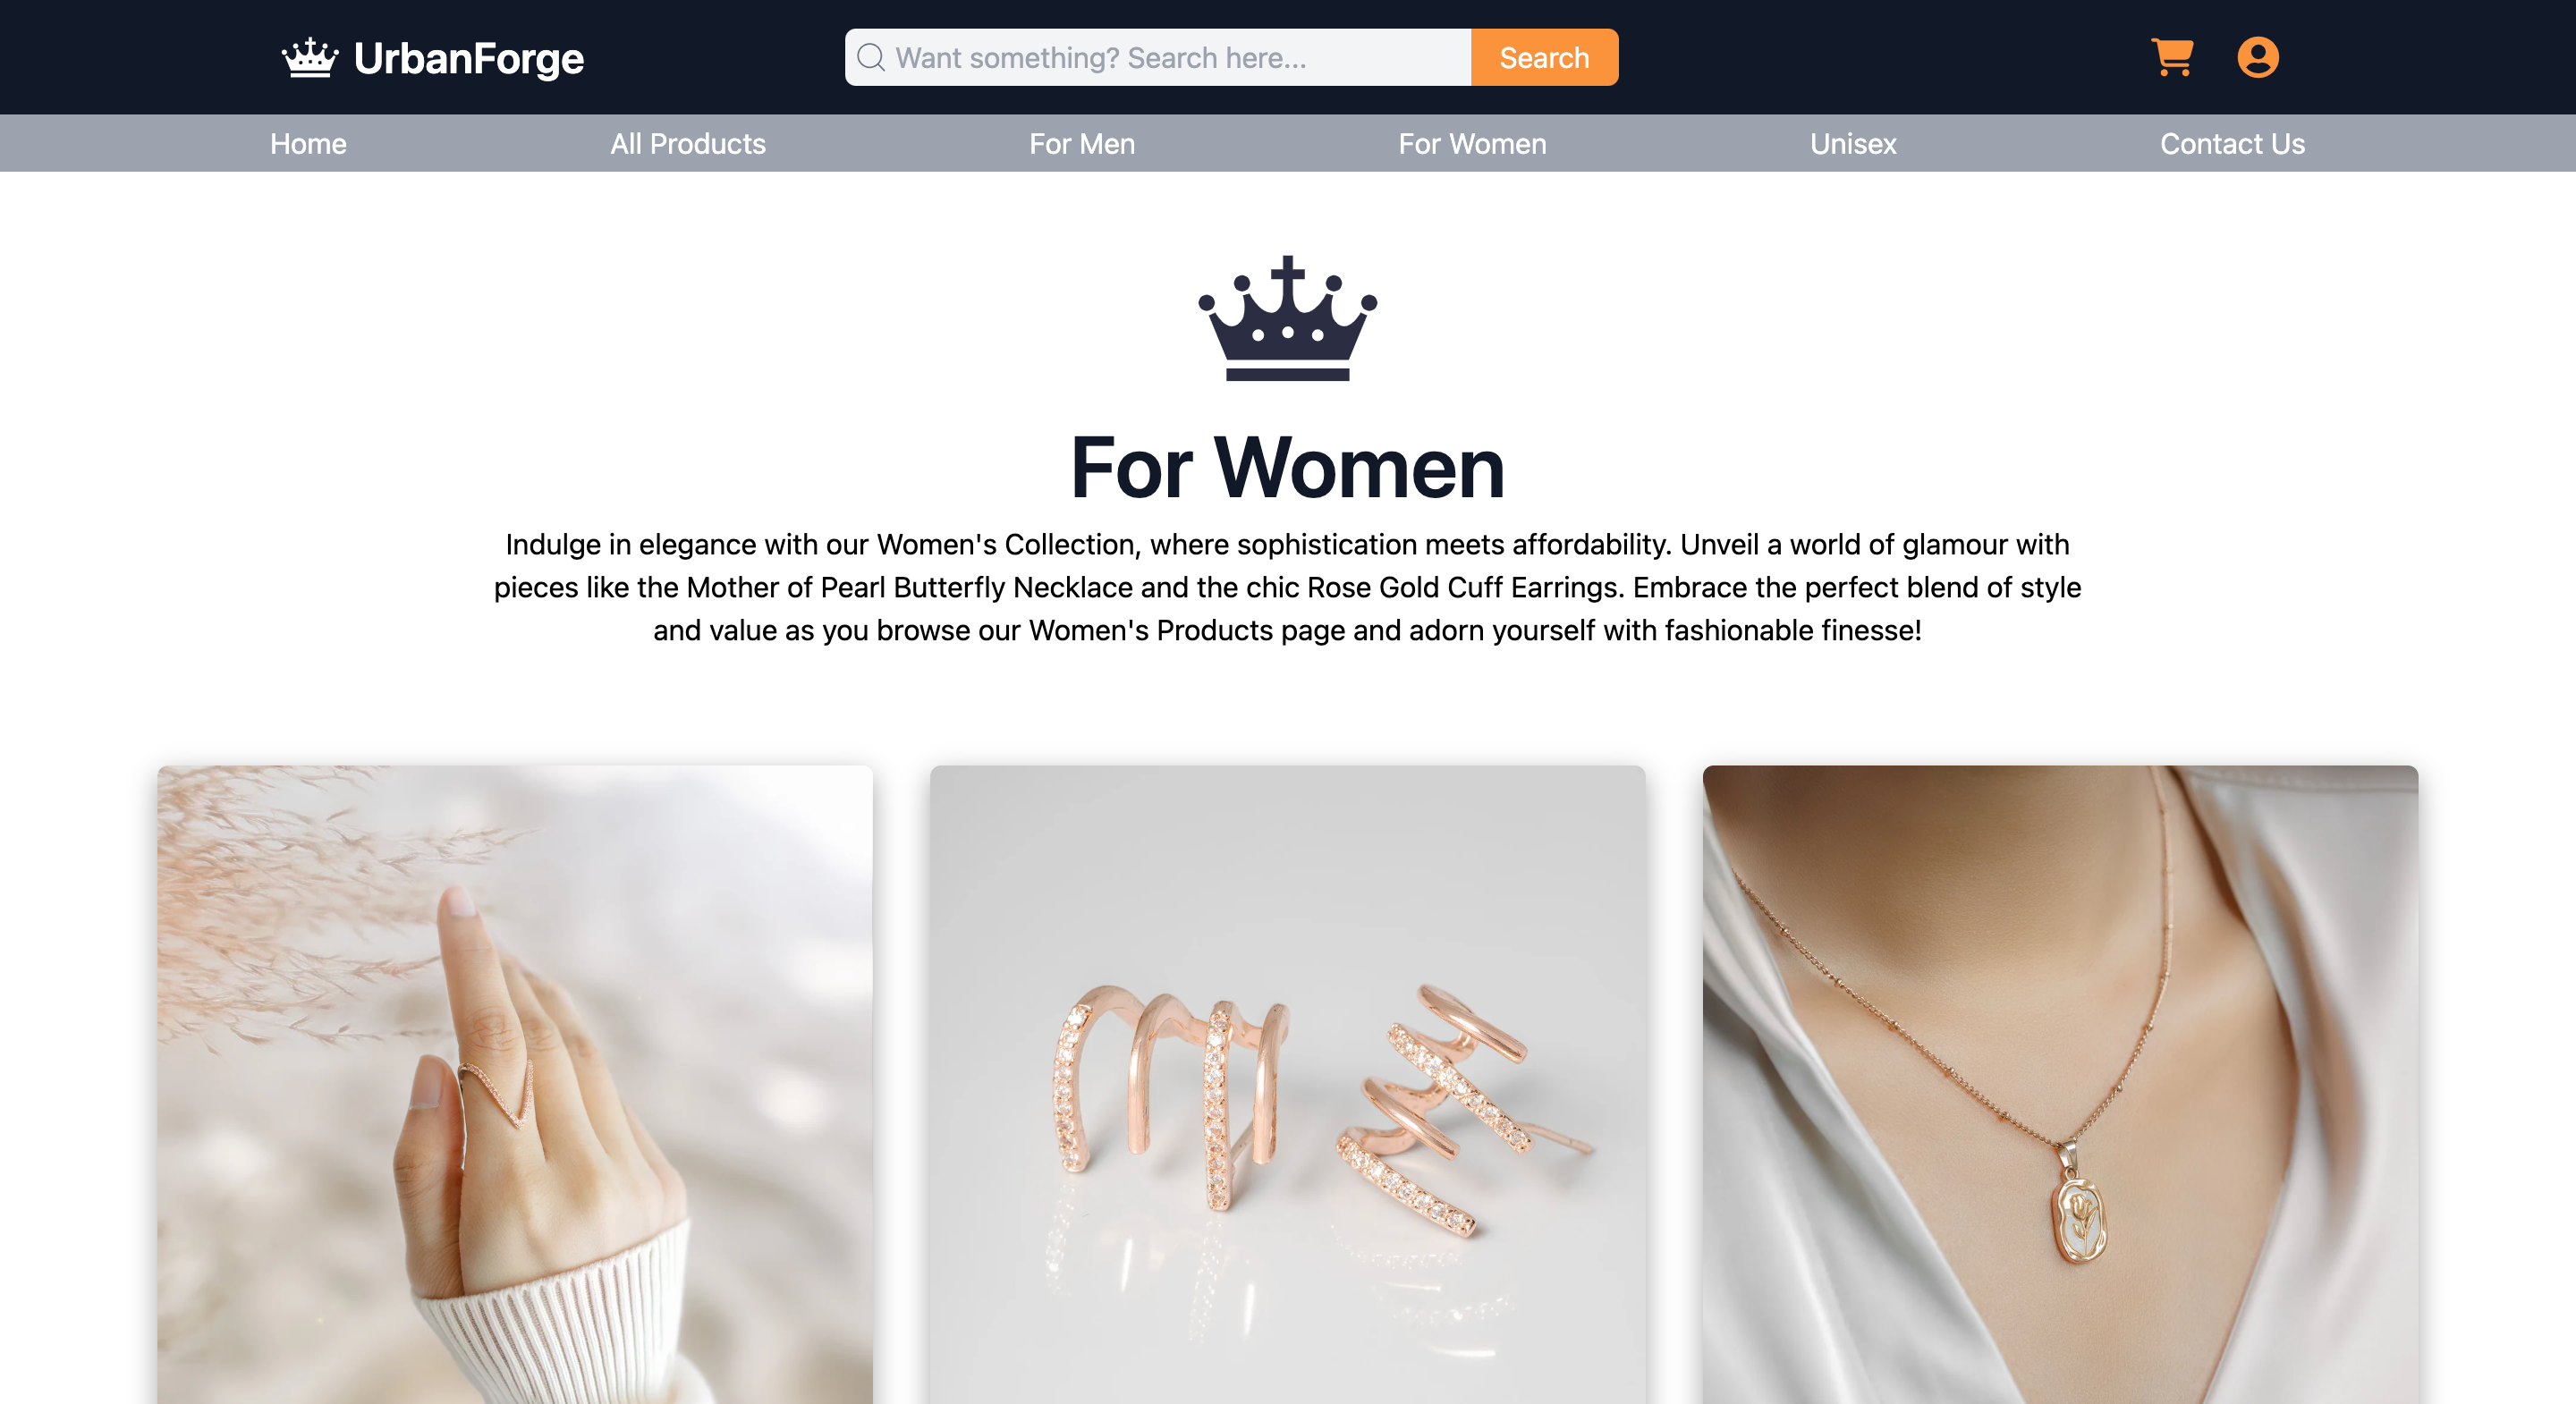 UrbanForge
Want something? Search here...
Search
Home
All Products
For Men
For Women
Unisex
Contact Us
For Women
Indulge in elegance with our Women's Collection, where sophistication meets affordability. Unveil a world of glamour with
pieces like the Mother of Pearl Butterfly Necklace and the chic Rose Gold Cuff Earrings. Embrace the perfect blend of style
and value as you browse our Women's Products page and adorn yourself with fashionable finesse!